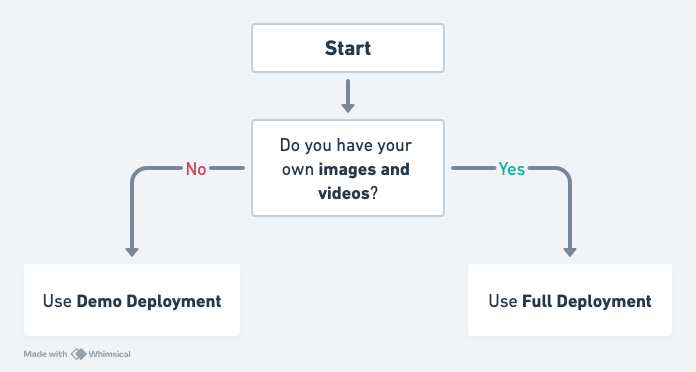 Start
Do you have your
own images and
videos?
No
Yes
Use Demo Deployment
Use Full Deployment
Made with Whimsical